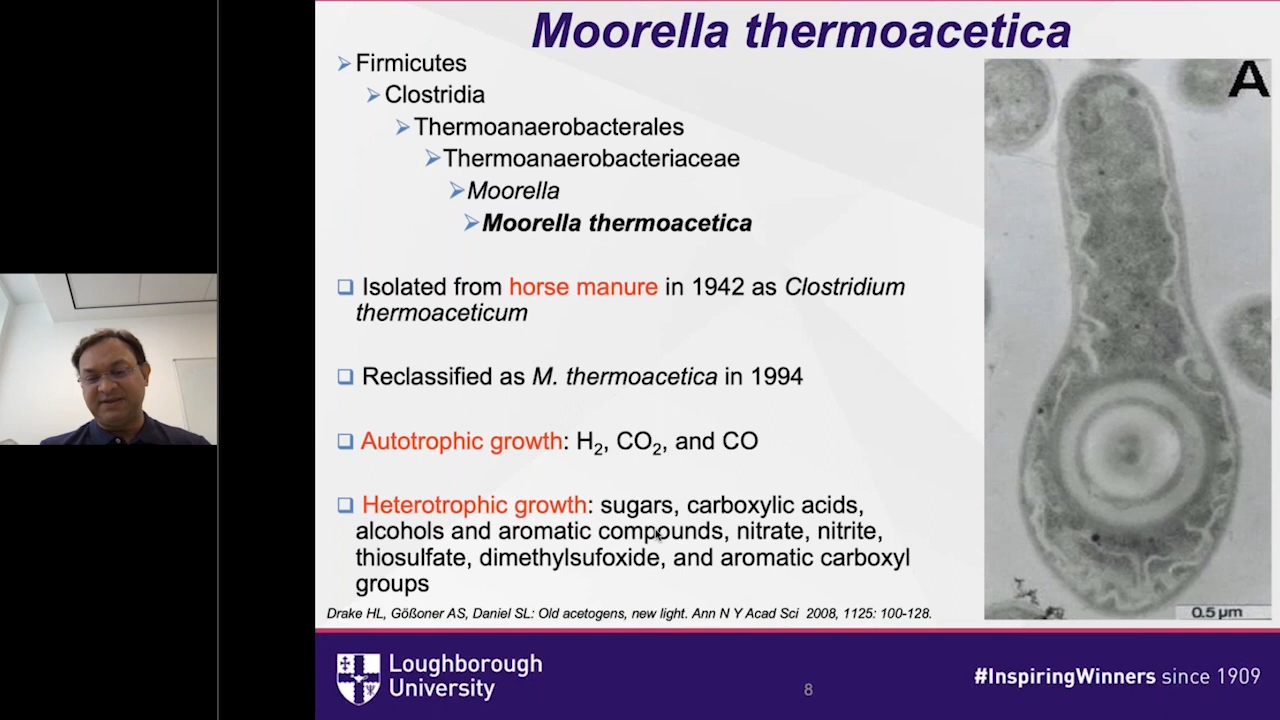 Moorella thermoacetica
Firmicutes
Clostridia
Thermoanaerobacterales
Thermoanaerobacteriaceae
Moorella
Moorella thermoacetica
Isolated from horse manure in 1942 as Clostridium
thermoaceticum
Reclassified as M. thermoacetica in 1994
Autotrophic growth: H₂, CO₂, and CO
Heterotrophic growth: sugars, carboxylic acids,
alcohols and aromatic compounds, nitrate, nitrite,
thiosulfate, dimethylsufoxide, and aromatic carboxyl
groups
Drake HL, Gößoner AS, Daniel SL: Old acetogens, new light. Ann N Y Acad Sci 2008, 1125: 100-128.
A
0.5 µm
Loughborough
University
8
#InspiringWinners since 1909